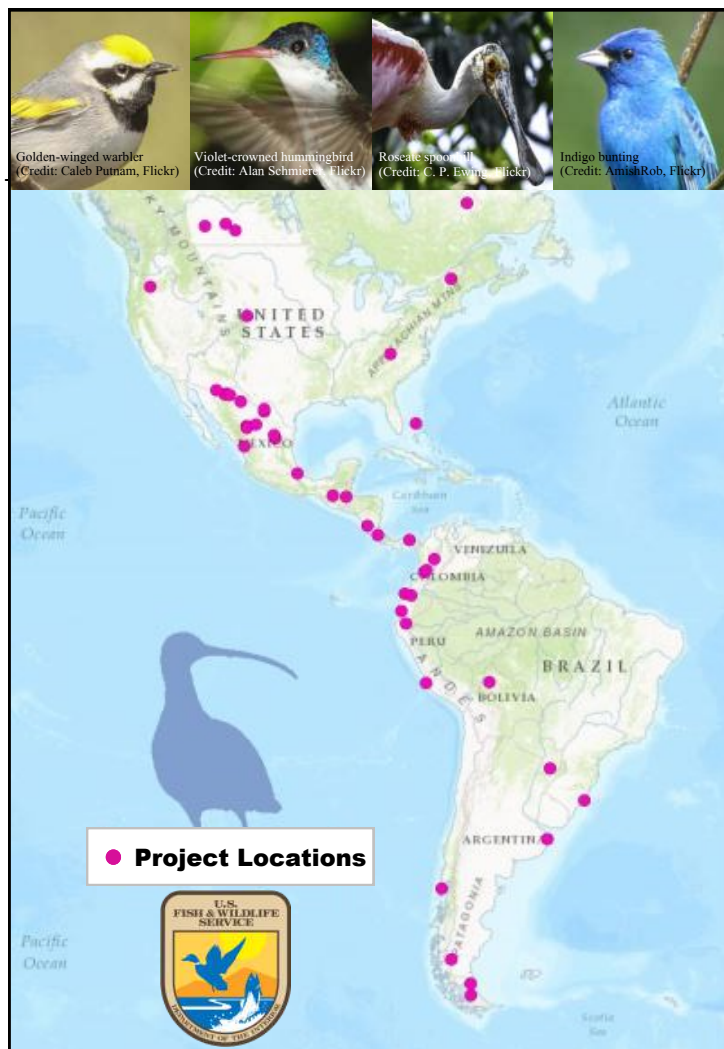 Golden-winged warbler
(Credit: Caleb Putnam, Flickr)
Violet-crowned hummingbird
(Credit: Alan Schmierer, Flickr)
Roseate spoonbill
(Credit: C. P. Ewing, Flickr)
Indigo bunting
(Credit: AmishRob, Flickr)
KY MOUNTAINS
UNITED
STATES
APPALACHIAN MTNS
Atlantic
Ocean
MEXICO
Pacific
Ocean
Caribbean
Sea
VENEZUELA
COLOMBIA
AMAZON BASIN
PERU
BRAZIL
ANDES
BOLIVIA
Project Locations
ARGENTINA
PATAGONIA
U.S.
FISH & WILDLIFE
SERVICE
DEPARTMENT OF THE INTERIOR
Pacific
Ocean
Scotia
Sea